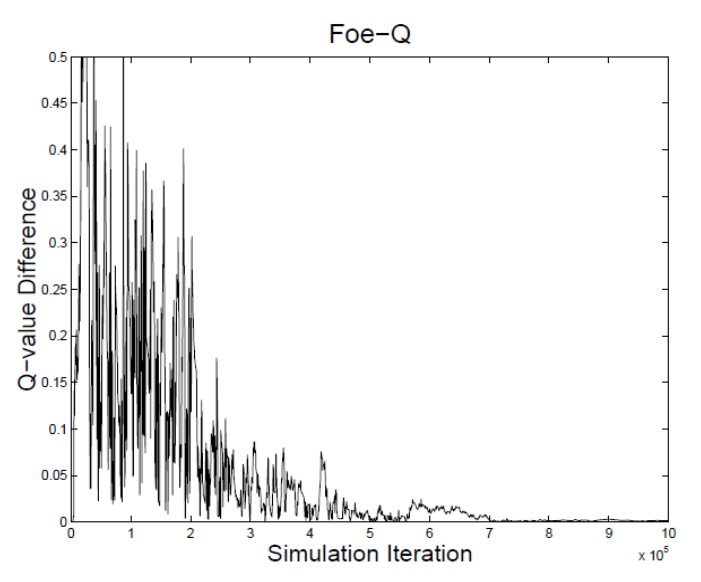 Foe−Q
0.5
0.45
0.4
0.35
0.3
0.25
0.2
0.15
0.1
0.05
0
Q−value Difference
0 1 2 3 4 5 6 7 8 9 10
Simulation Iteration
x 10^5